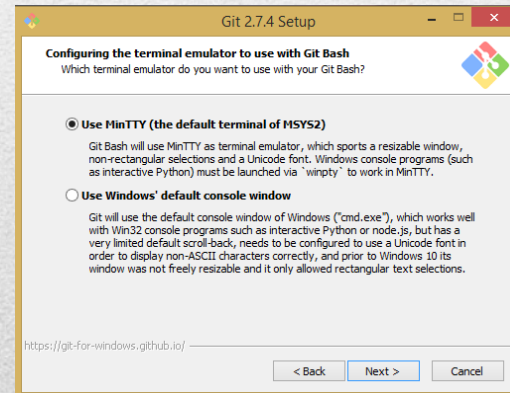 Git 2.7.4 Setup
Configuring the terminal emulator to use with Git Bash
Which terminal emulator do you want to use with your Git Bash?
Use MinTTY (the default terminal of MSYS2)
Git Bash will use MinTTY as terminal emulator, which sports a resizable window,
non-rectangular selections and a Unicode font. Windows console programs (such
as interactive Python) must be launched via `winpty` to work in MinTTY.
Use Windows' default console window
Git will use the default console window of Windows ("cmd.exe"), which works well
with Win32 console programs such as interactive Python or node.js, but has a
very limited default scroll-back, needs to be configured to use a Unicode font in
order to display non-ASCII characters correctly, and prior to Windows 10 its
window was not freely resizable and it only allowed rectangular text selections.
https://git-for-windows.github.io/
< Back Next > Cancel